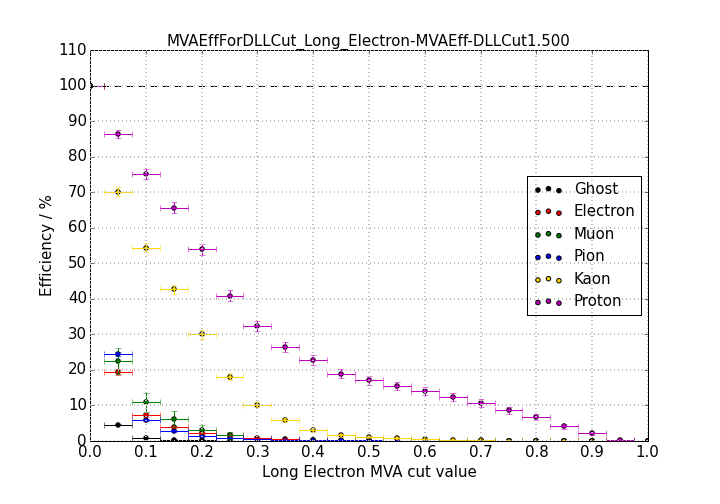 MVAEffForDLLCut_Long_Electron-MVAEff-DLLCut1.500
110
100
90
80
70
60
50
40
30
20
10
0
Efficiency / %
Ghost
Electron
Muon
Pion
Kaon
Proton
0.0 0.1 0.2 0.3 0.4 0.5 0.6 0.7 0.8 0.9 1.0
Long Electron MVA cut value